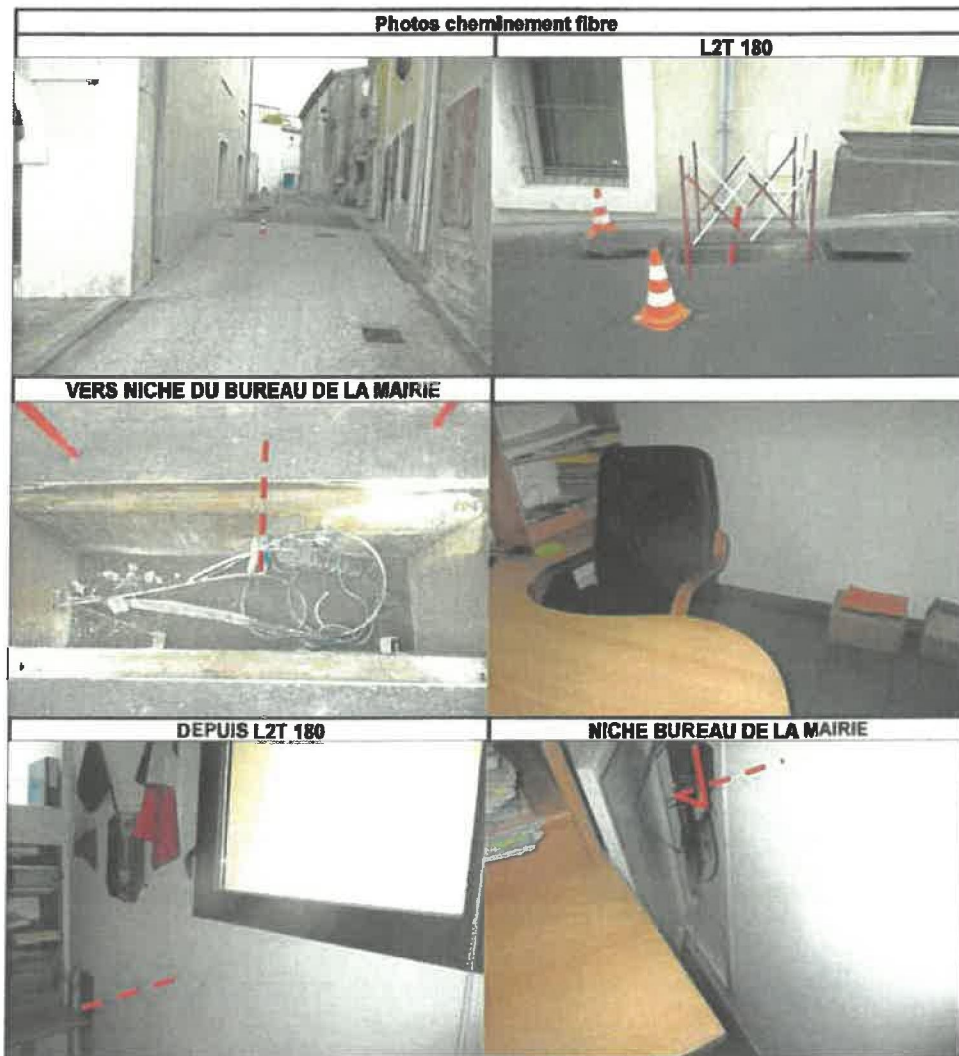 Photos cheminement fibre
L2T 180
VERS NICHE DU BUREAU DE LA MAIRIE
DEPUIS L2T 180
NICHE BUREAU DE LA MAIRIE